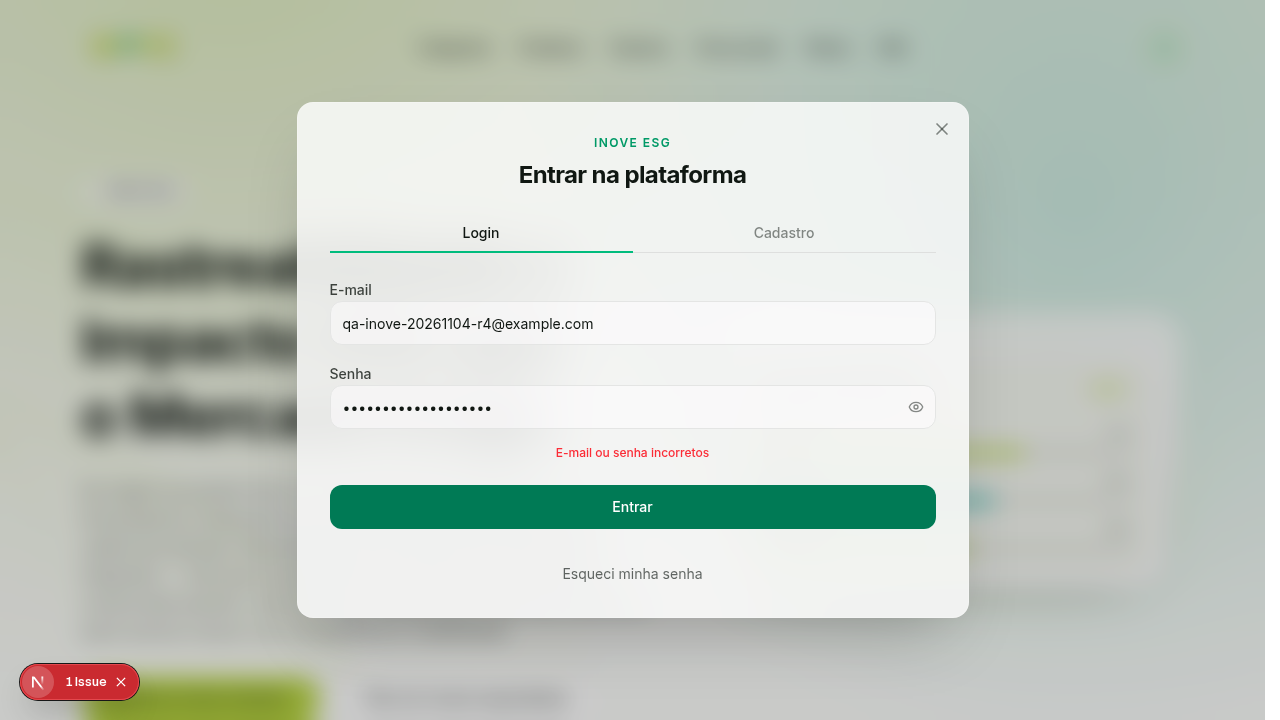 INOVE ESG
Entrar na plataforma
Login
Cadastro
E-mail
qa-inove-20261104-r4@example.com
Senha
•••••••••••••••••••
E-mail ou senha incorretos
Entrar
Esqueci minha senha
N
1 Issue